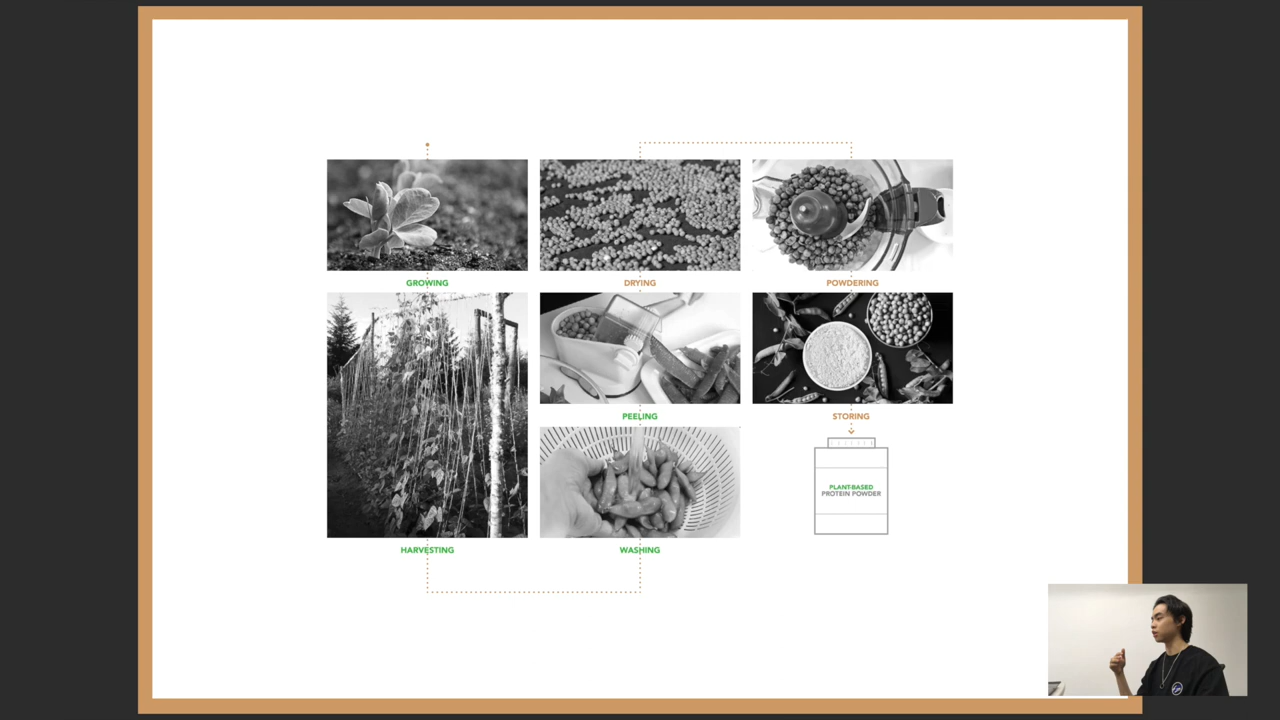 GROWING
DRYING
POWDERING
PEELING
STORING
PLANT-BASED
PROTEIN POWDER
HARVESTING
WASHING